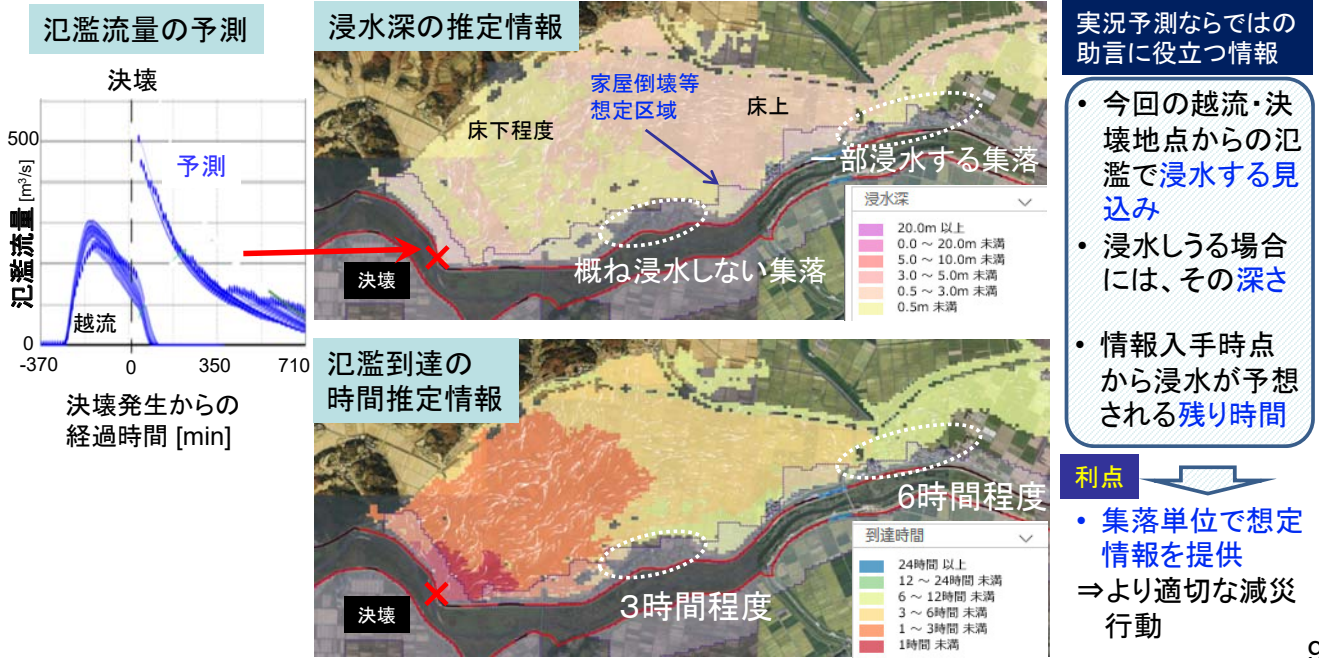 氾濫流量の予測
決壊
500
氾濫流量 [m³/s]
予測
越流
0
-370
0
350
710
決壊発生からの
経過時間 [min]
浸水深の推定情報
家屋倒壊等
想定区域
床下程度
床上
一部浸水する集落
概ね浸水しない集落
決壊
浸水深
20.0m 以上
0.0 ～ 20.0m 未満
5.0 ～ 10.0m 未満
3.0 ～ 5.0m 未満
0.5 ～ 3.0m 未満
0.5m 未満
氾濫到達の
時間推定情報
6時間程度
3時間程度
決壊
到達時間
24時間 以上
12 ～ 24時間 未満
6 ～ 12時間 未満
3 ～ 6時間 未満
1 ～ 3時間 未満
1時間 未満
実況予測ならではの
助言に役立つ情報
• 今回の越流・決
壊地点からの氾
濫で浸水する見
込み
• 浸水しうる場合
には、その深さ
• 情報入手時点
から浸水が予想
される残り時間
利点
• 集落単位で想定
情報を提供
⇒より適切な減災
行動